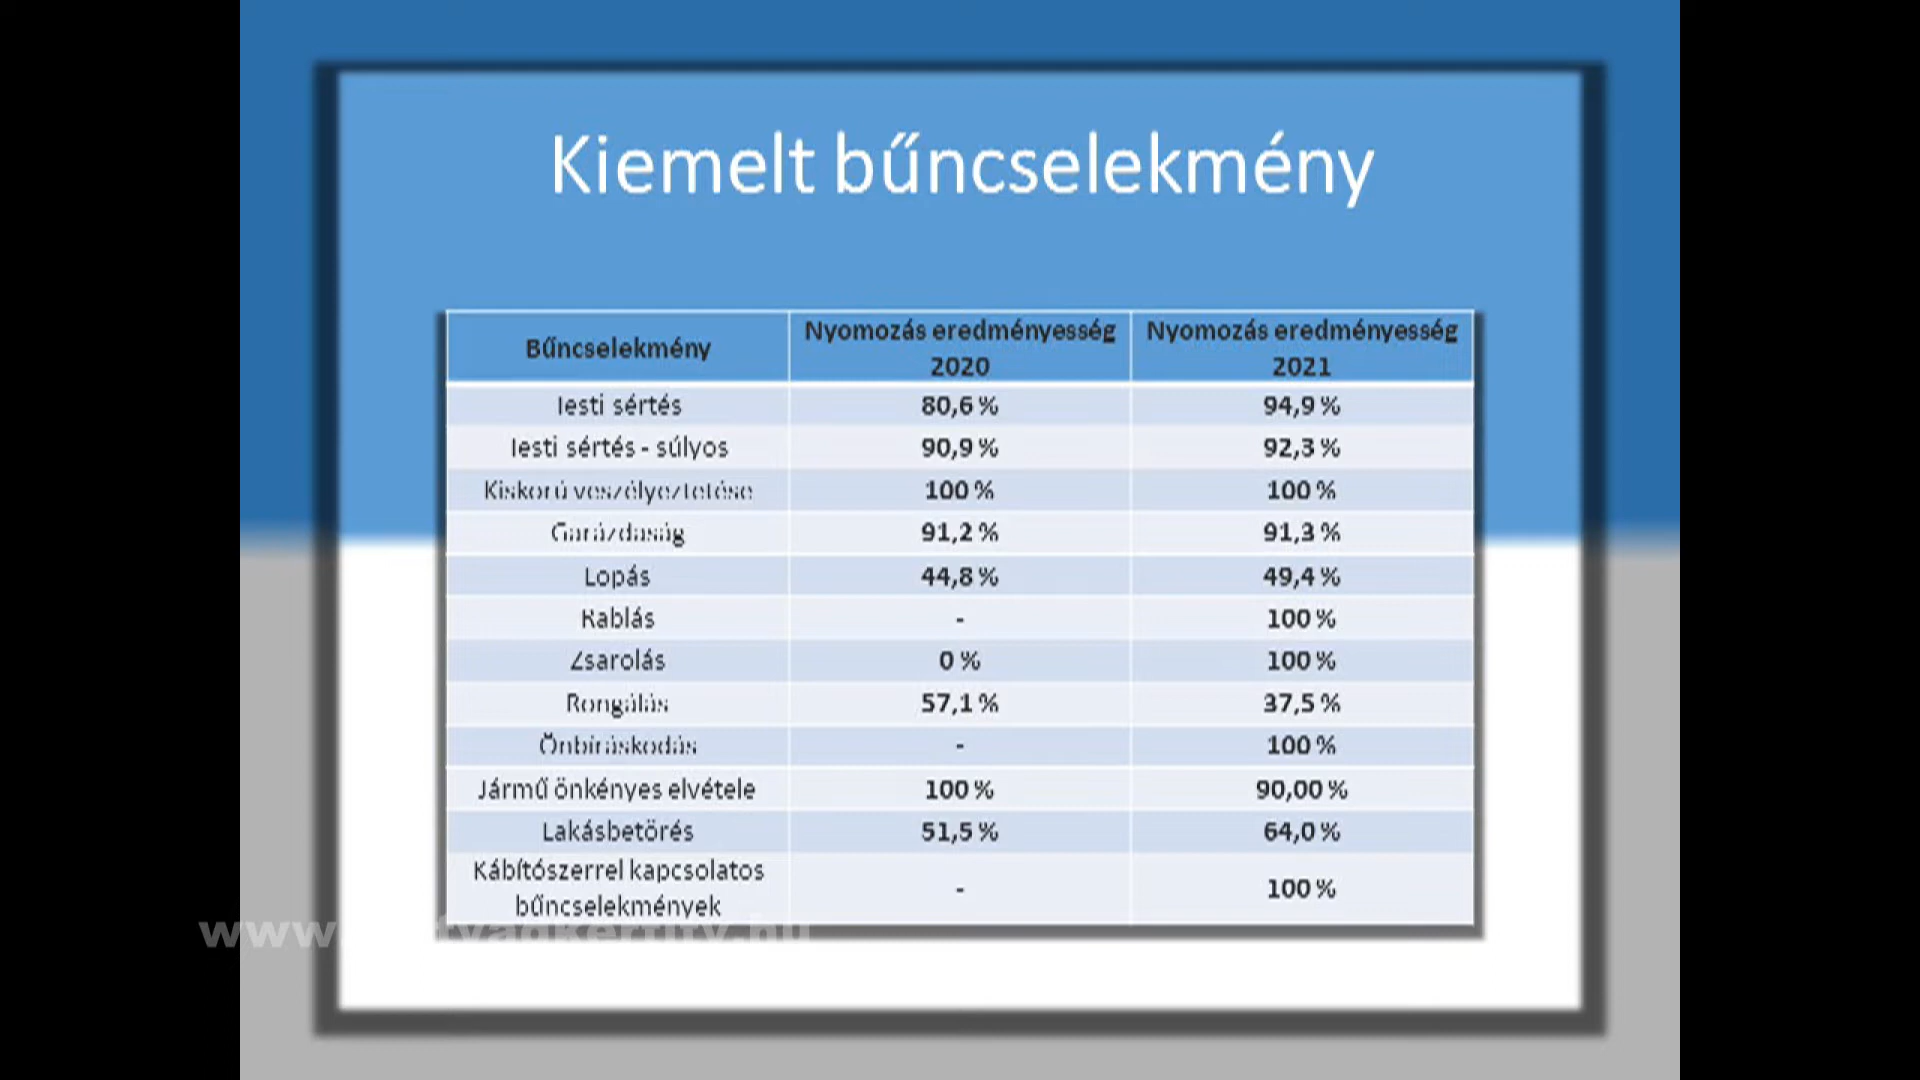 Kiemelt bűncselekmény
Bűncselekmény
Nyomozás eredményesség
2020
Nyomozás eredményesség
2021
Testi sértés 80,6 % 94,9 %
Testi sértés - súlyos 90,9 % 92,3 %
Kiskorú veszélyeztetése 100 % 100 %
Garázdaság 91,2 % 91,3 %
Lopás 44,8 % 49,4 %
Rablás - 100 %
Zsarolás 0 % 100 %
Rongálás 57,1 % 37,5 %
Önbíráskodás - 100 %
Jármű önkényes elvétele 100 % 90,00 %
Lakásbetörés 51,5 % 64,0 %
Kábítószerrel kapcsolatos
bűncselekmények
- 100 %